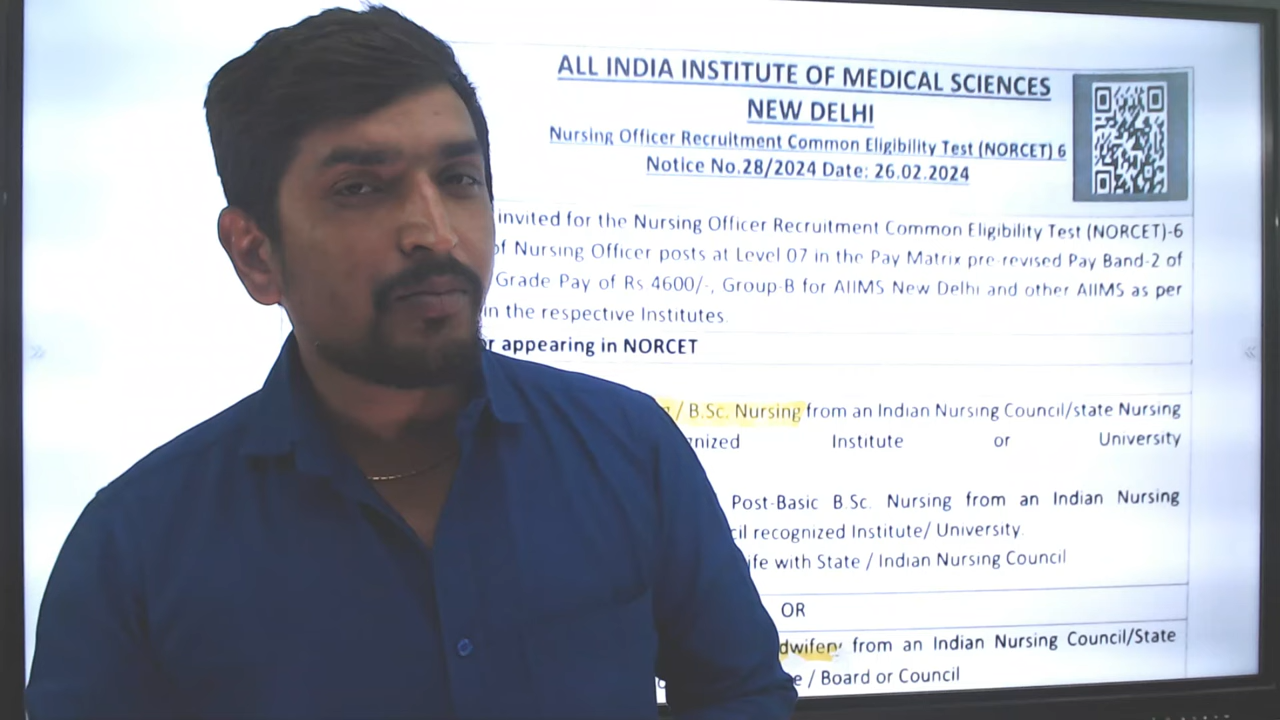 ALL INDIA INSTITUTE OF MEDICAL SCIENCES
NEW DELHI
Nursing Officer Recruitment Common Eligibility Test (NORCET) 6
Notice No.28/2024 Date: 26.02.2024
invited for the Nursing Officer Recruitment Common Eligibility Test (NORCET)-6
of Nursing Officer posts at Level 07 in the Pay Matrix pre-revised Pay Band-2 of
Grade Pay of Rs 4600/-, Group-B for AIIMS New Delhi and other AIIMS as per
in the respective Institutes.
appearing in NORCET
/ B.Sc. Nursing from an Indian Nursing Council/state Nursing
Institute or University
Post-Basic B.Sc. Nursing from an Indian Nursing
recognized Institute/ University.
with State / Indian Nursing Council
OR
from an Indian Nursing Council/State
/ Board or Council